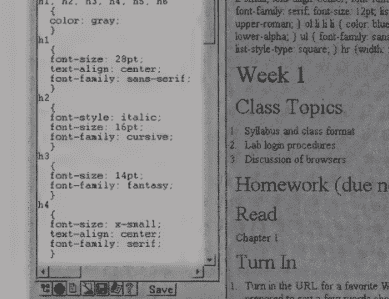 h1, h2, h3, h4, h5, h6
{
color: gray;
}
h1
{
font-size: 28pt;
text-align: center;
font-family: sans-serif;
}
h2
{
font-style: italic;
font-size: 16pt;
font-family: cursive;
}
h3
{
font-size: 14pt;
font-family: fantasy;
}
h4
{
font-size: x-small;
text-align: center;
font-family: serif;
}
Save
font-family: serif; font-size: 12pt;
upper-roman; } ol li li { color: blue
lower-alpha; } ul { font-family: sans
list-style-type: square; } hr {width:
Week 1
Class Topics
1 Syllabus and class format
2 Lab login procedures
3 Discussion of browsers
Homework (due
Read
Chapter 1
Turn In
1. Turn in the URL for a favorite